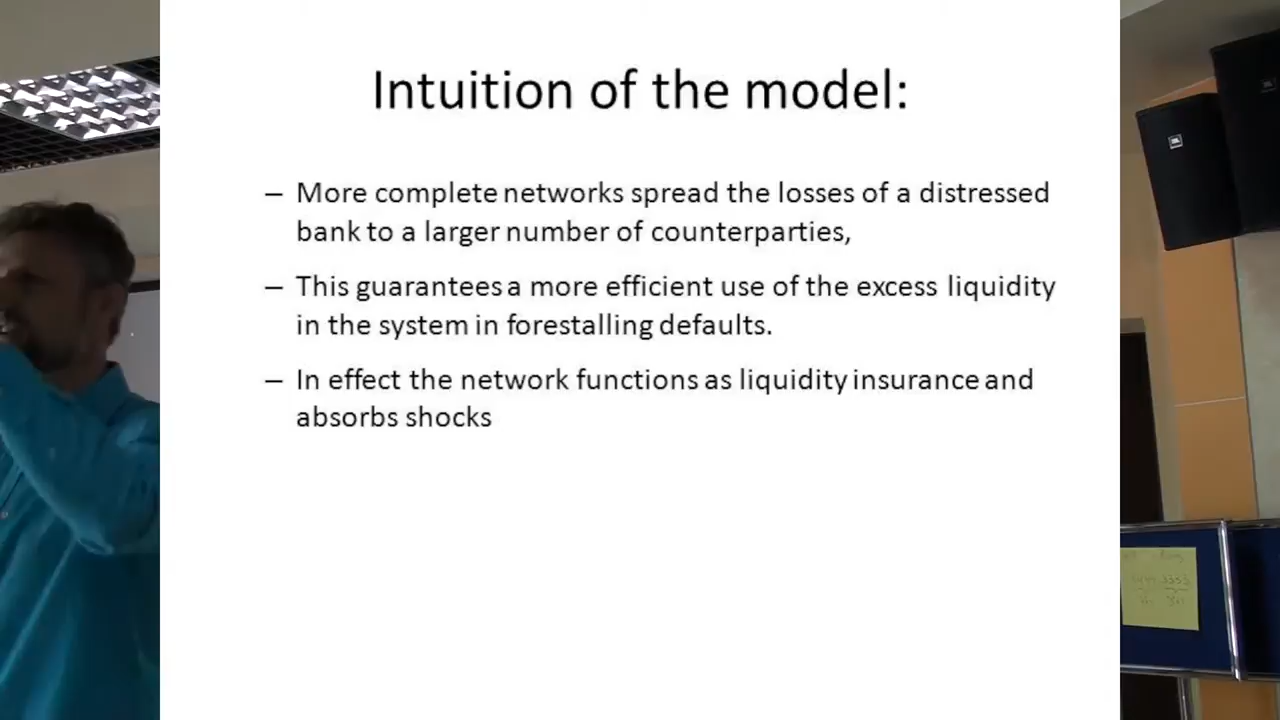 Intuition of the model:
– More complete networks spread the losses of a distressed
bank to a larger number of counterparties,
– This guarantees a more efficient use of the excess liquidity
in the system in forestalling defaults.
– In effect the network functions as liquidity insurance and
absorbs shocks
JBL